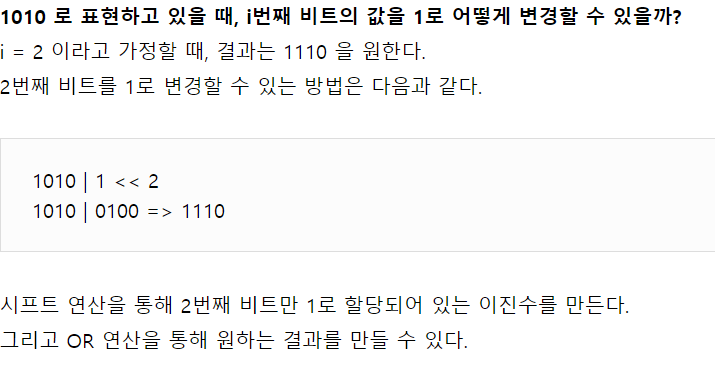 1010 로 표현하고 있을 때, i번째 비트의 값을 1로 어떻게 변경할 수 있을까?
i = 2 이라고 가정할 때, 결과는 1110 을 원한다.
2번째 비트를 1로 변경할 수 있는 방법은 다음과 같다.
1010 | 1 << 2
1010 | 0100 => 1110
시프트 연산을 통해 2번째 비트만 1로 할당되어 있는 이진수를 만든다.
그리고 OR 연산을 통해 원하는 결과를 만들 수 있다.